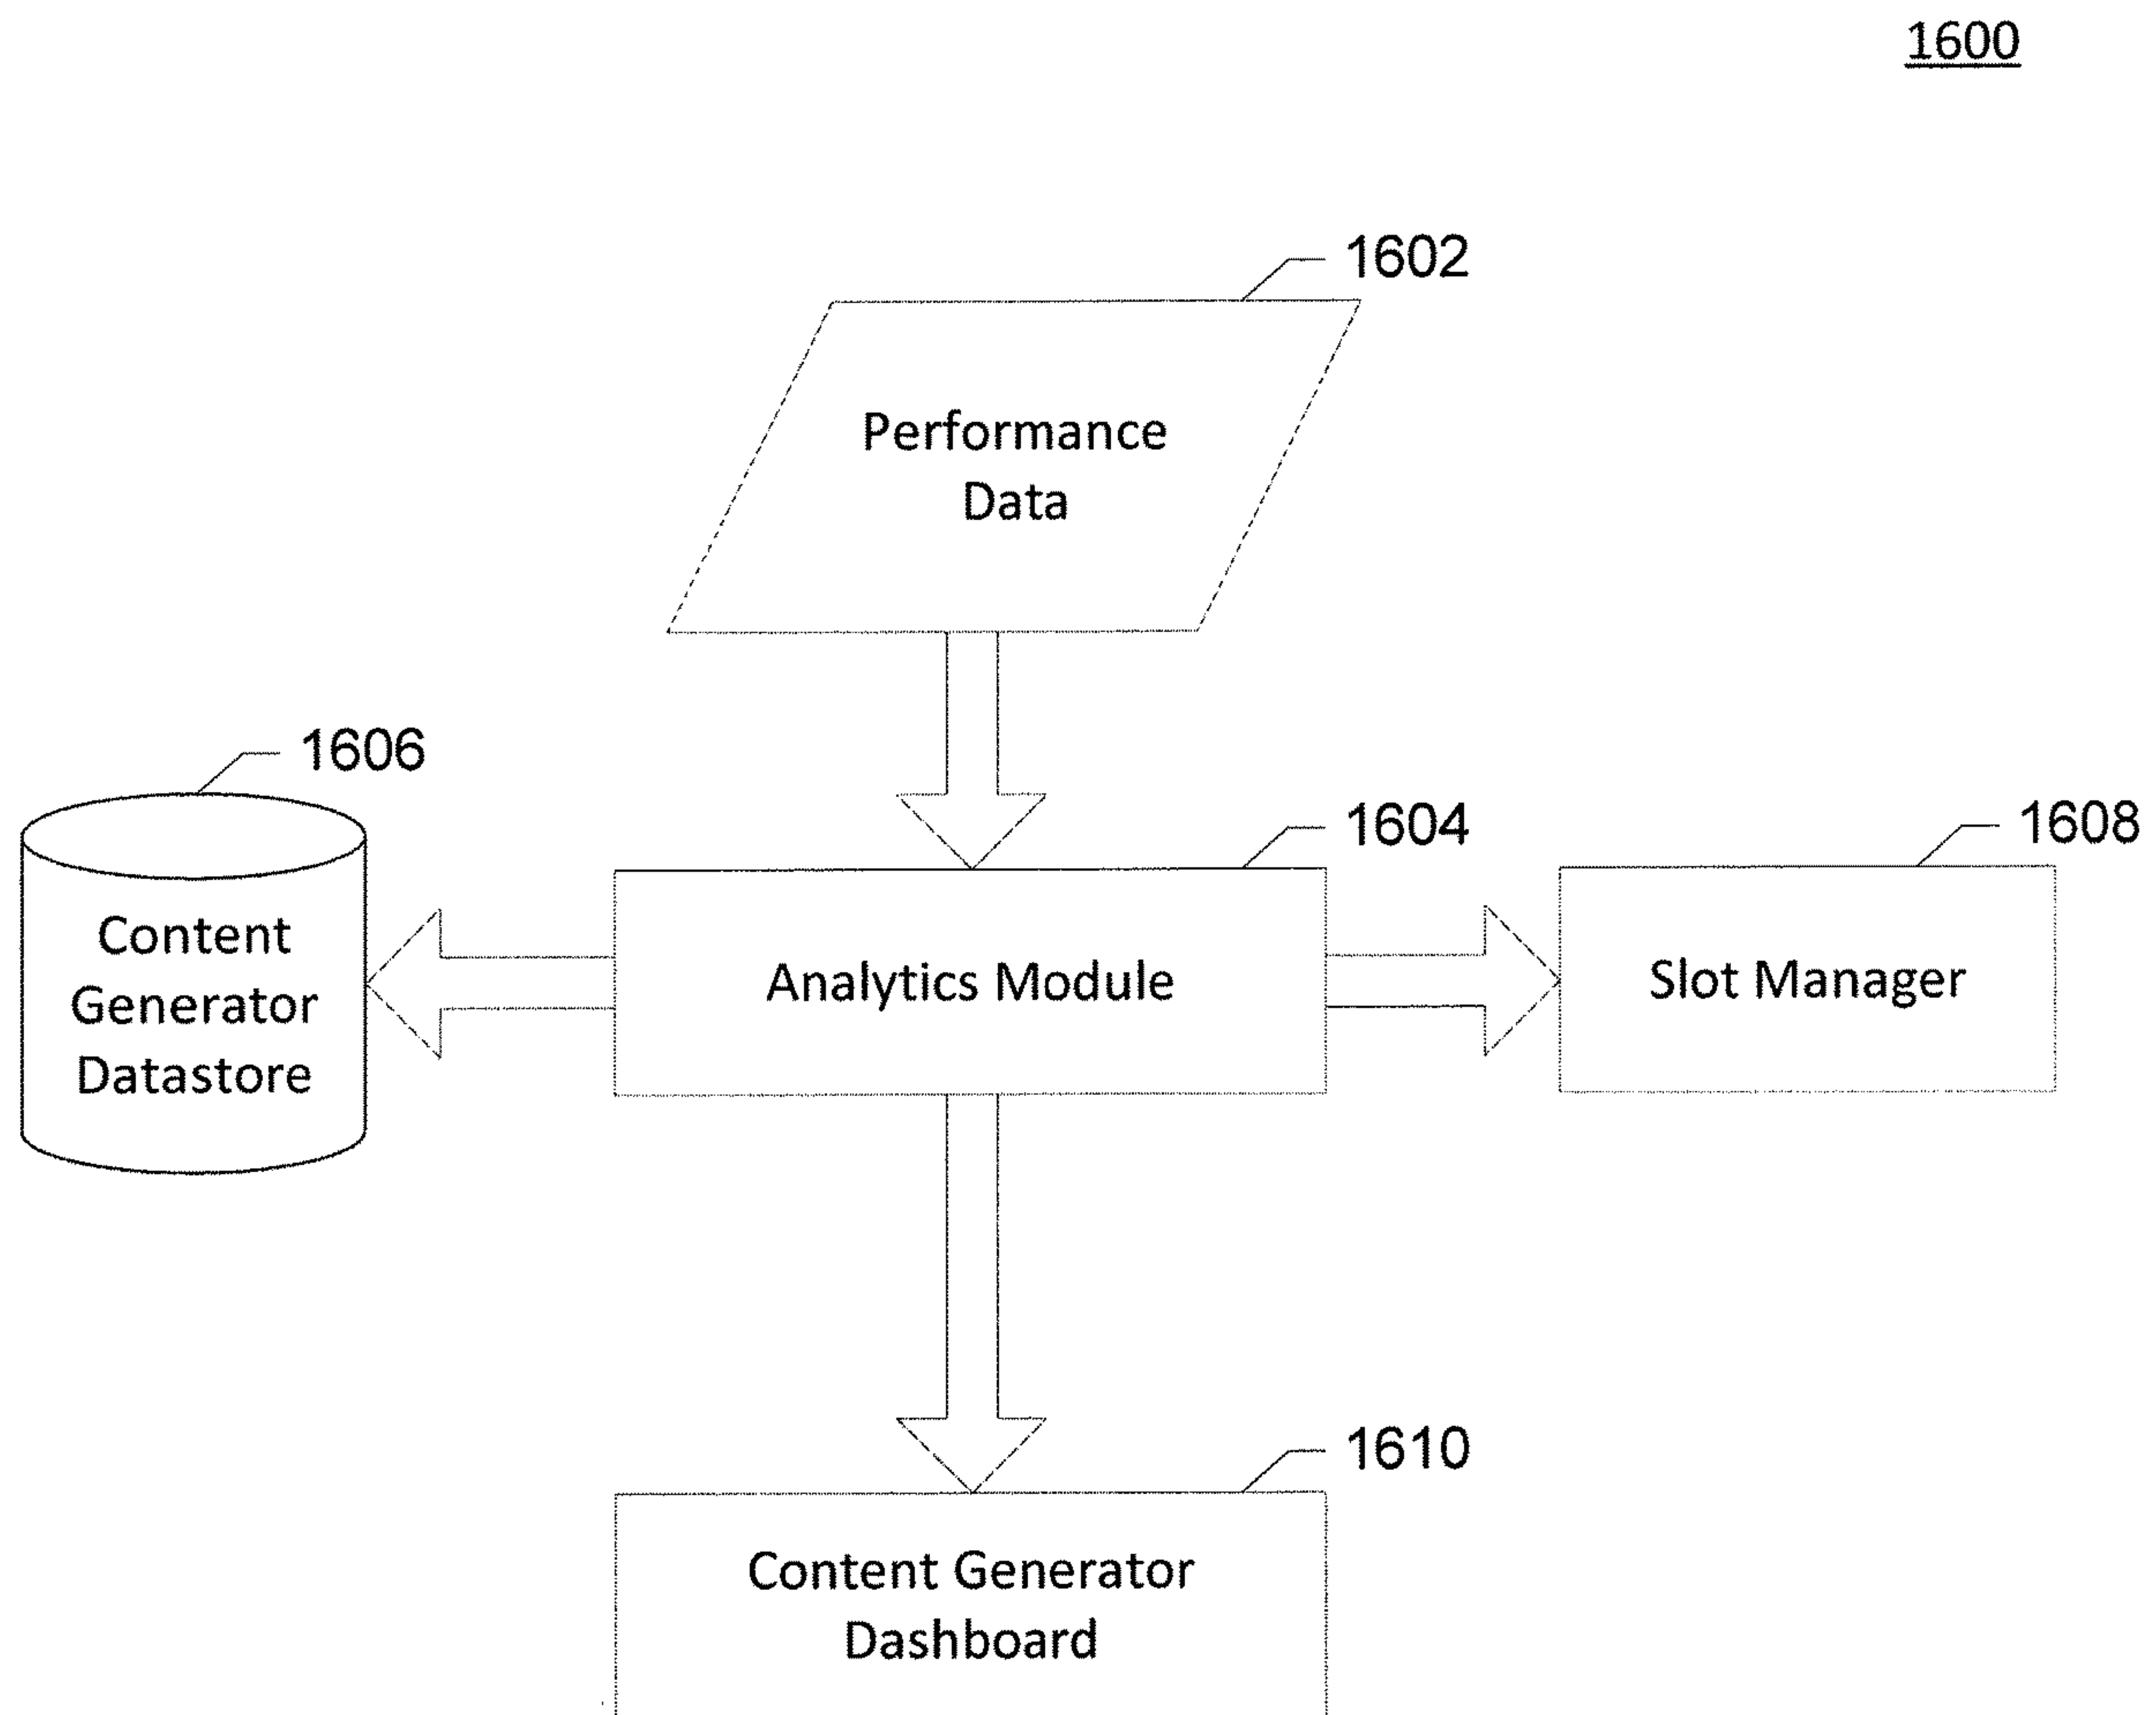 1600
1602
Performance
Data
1606
1604
1608
Content
Generator
Datastore
Analytics Module
Slot Manager
1610
Content Generator
Dashboard